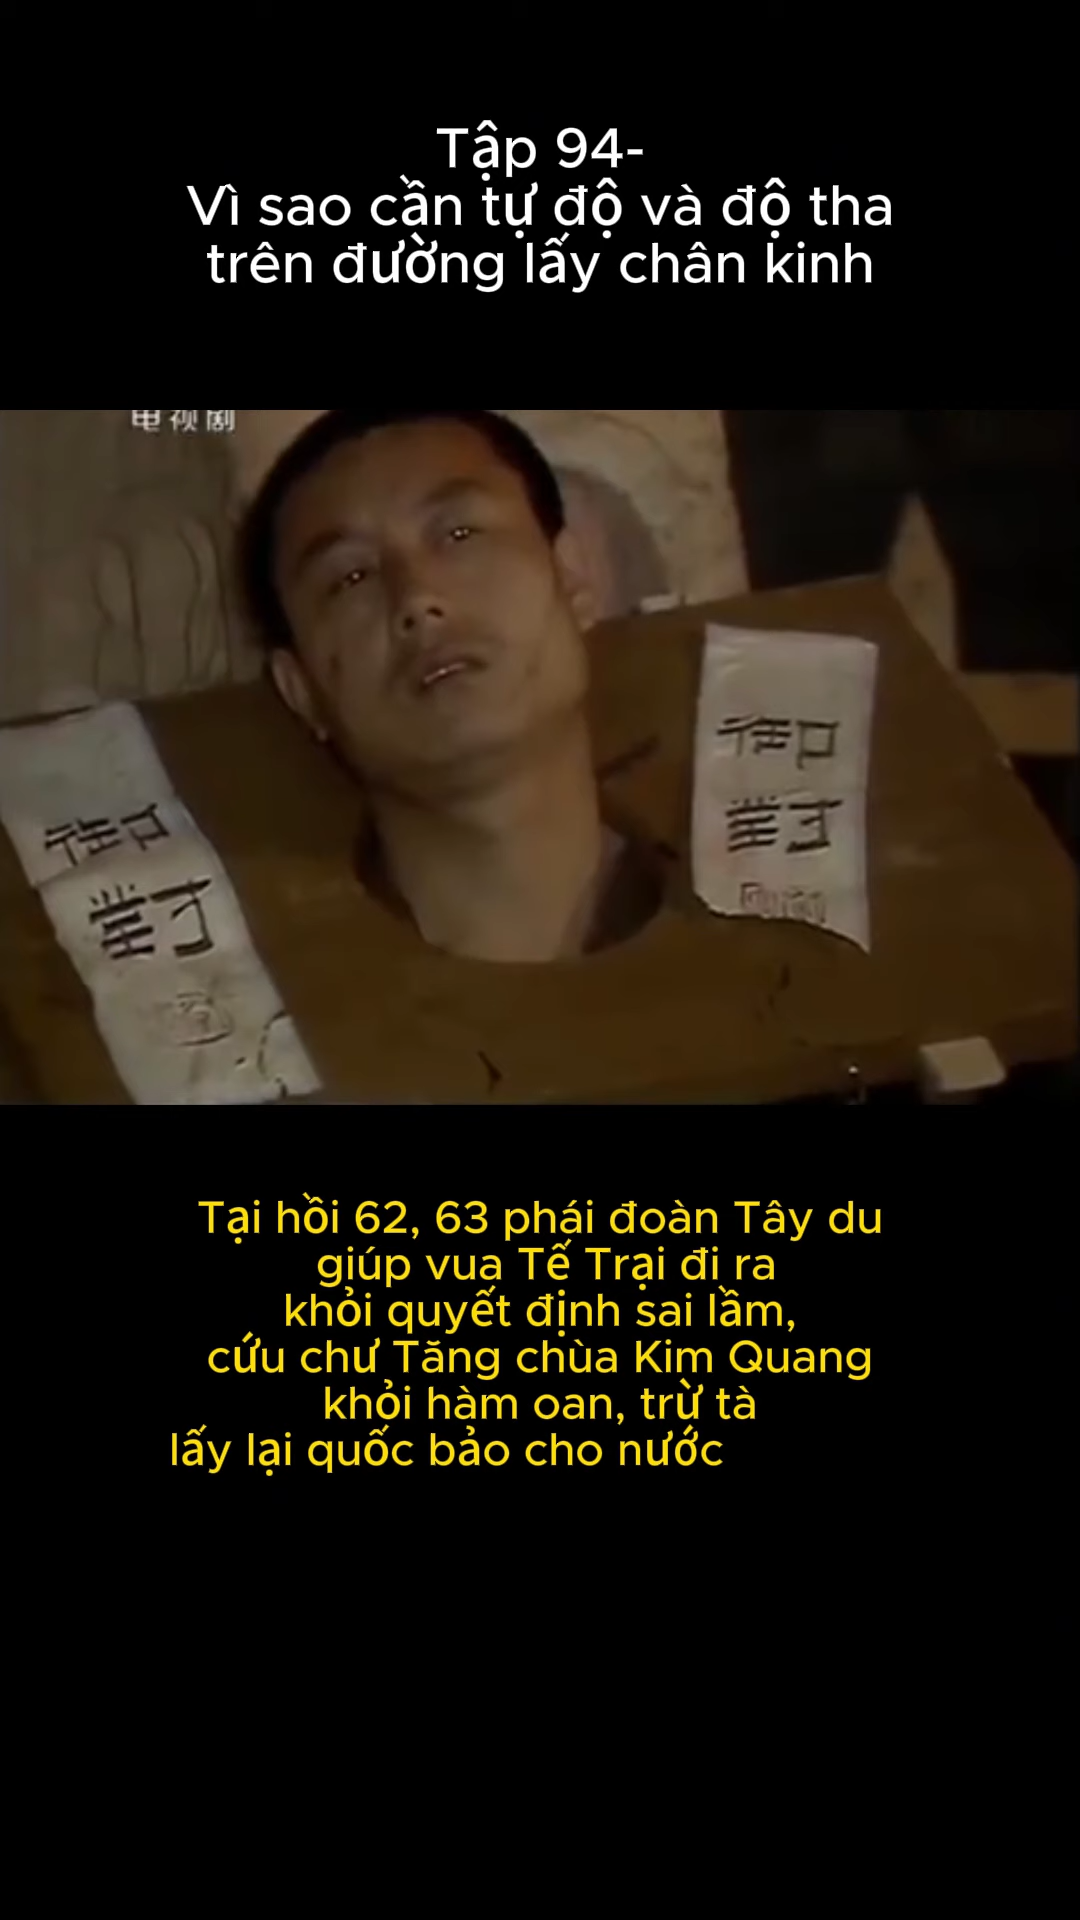 Tập 94-
Vì sao cần tự độ và độ tha
trên đường lấy chân kinh
电视剧
御
封
御
封
Tại hồi 62, 63 phái đoàn Tây du
giúp vua Tế Trại đi ra
khỏi quyết định sai lầm,
cứu chư Tăng chùa Kim Quang
khỏi hàm oan, trừ tà
lấy lại quốc bảo cho nước